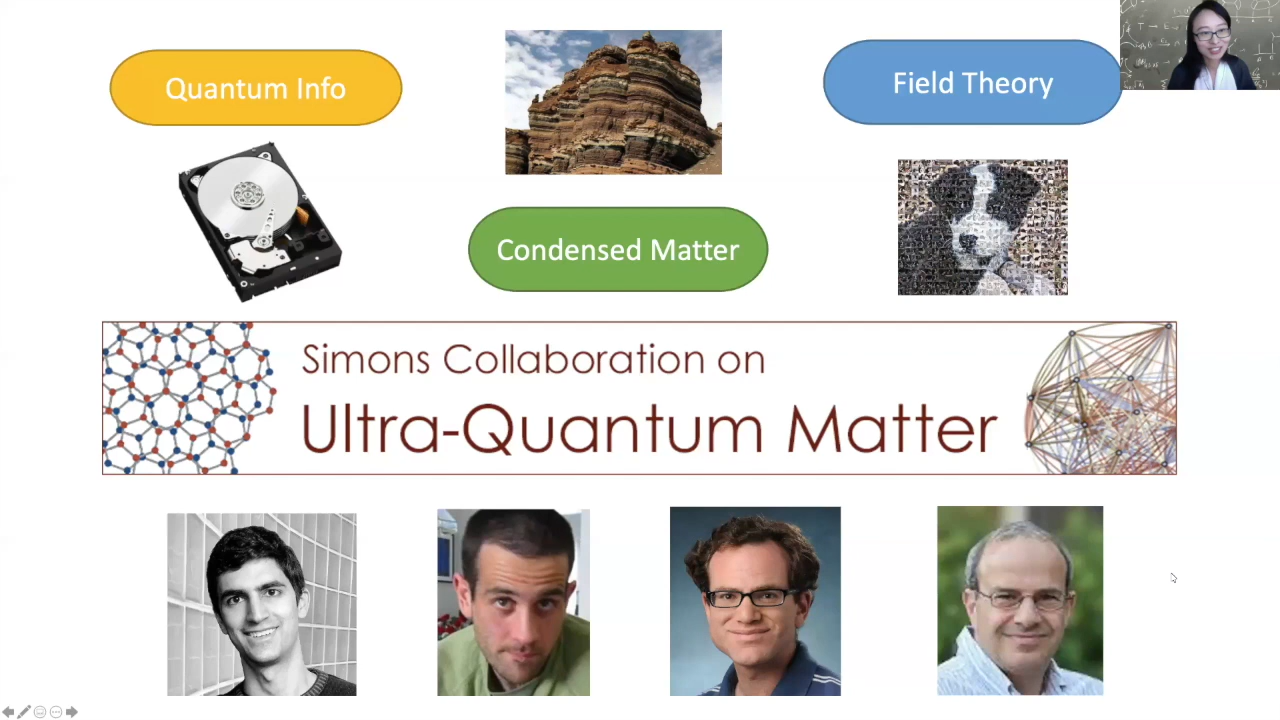 Quantum Info
Field Theory
Condensed Matter
Simons Collaboration on
Ultra-Quantum Matter